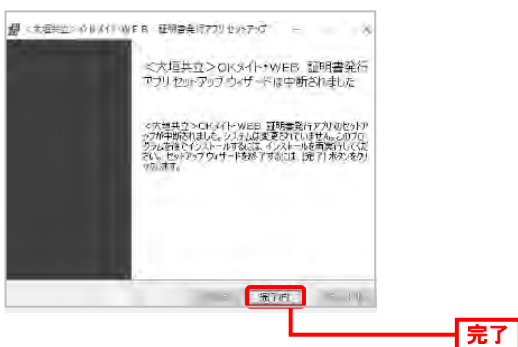 <大垣共立>OKメイト・WEB 証明書発行アプリ セットアップ
<大垣共立>OKメイト・WEB 証明書発行
アプリ セットアップ ウィザードは中断されました
<大垣共立>OKメイト・WEB 証明書発行アプリのセットア
ップが中断されました。システムは変更されていません。このプロ
グラムを後でインストールするには、インストールを再実行してくだ
さい。セットアップ ウィザードを終了するには、[完了] ボタンをクリ
ックします。
完了(F)
完了